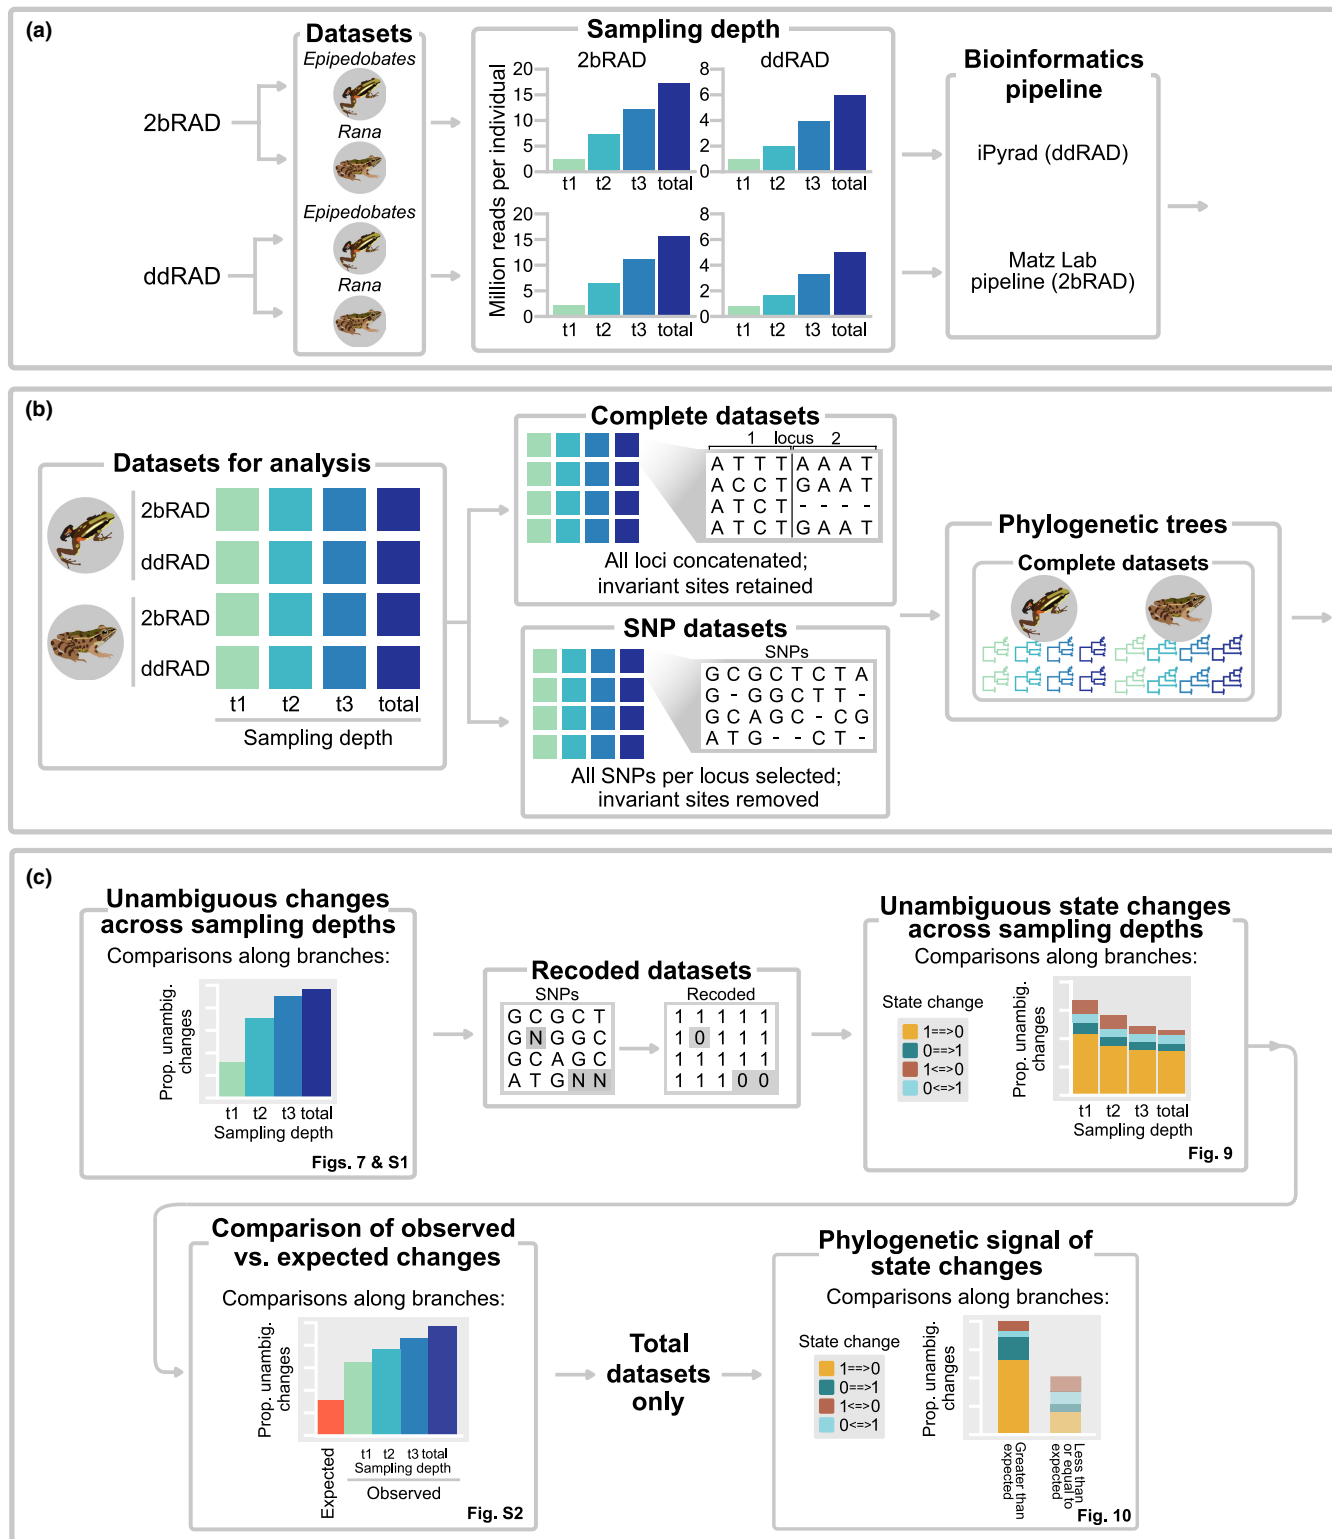 (a)
Datasets
Epipedobates
Rana
Epipedobates
Rana
2bRAD
ddRAD
Sampling depth
2bRAD
ddRAD
Million reads per individual
20
15
10
5
0
t1 t2 t3 total
8
6
4
2
0
t1 t2 t3 total
20
15
10
5
0
t1 t2 t3 total
8
6
4
2
0
t1 t2 t3 total
Bioinformatics
pipeline
iPyrad (ddRAD)
Matz Lab
pipeline (2bRAD)
(b)
Datasets for analysis
2bRAD
ddRAD
2bRAD
ddRAD
t1 t2 t3 total
Sampling depth
Complete datasets
1 locus 2
A T T T A A A T
A C C T G A A T
A T C T - - - -
A T C T G A A T
All loci concatenated;
invariant sites retained
SNP datasets
SNPs
G C G C T C T A
G - G G C T T -
G C A G C - C G
A T G - - C T -
All SNPs per locus selected;
invariant sites removed
Phylogenetic trees
Complete datasets
(c)
Unambiguous changes
across sampling depths
Comparisons along branches:
Prop. unambig.
changes
t1 t2 t3 total
Sampling depth
Figs. 7 & S1
Recoded datasets
SNPs
G C G C T
G N G G C
G C A G C
A T G N N
Recoded
1 1 1 1 1
1 0 1 1 1
1 1 1 1 1
1 1 1 0 0
Unambiguous state changes
across sampling depths
Comparisons along branches:
State change
1==>0
0==>1
1<=>0
0<=>1
Prop. unambig.
changes
t1 t2 t3 total
Sampling depth
Fig. 9
Comparison of observed
vs. expected changes
Comparisons along branches:
Prop. unambig.
changes
Expected
t1 t2 t3 total
Sampling depth
Observed
Fig. S2
Total
datasets
only
Phylogenetic signal of
state changes
Comparisons along branches:
State change
1==>0
0==>1
1<=>0
0<=>1
Prop. unambig.
changes
Greater than
expected
Less than
or equal to
expected
Fig. 10